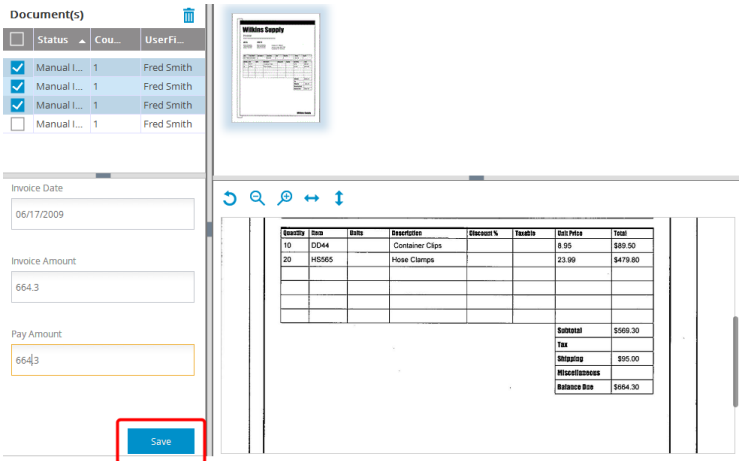 Document(s)
Status Cou... UserFi...
Manual I... 1 Fred Smith
Manual I... 1 Fred Smith
Manual I... 1 Fred Smith
Manual I... 1 Fred Smith
Invoice Date
06/17/2009
Invoice Amount
664.3
Pay Amount
664.3
Save
Wilkins Supply
Wilkins Supply
Quantity Item Units Description Discount % Taxable Unit Price Total
10 DD44 Container Clips 8.95 $89.50
20 HS565 Hose Clamps 23.99 $479.80
Subtotal $569.30
Tax
Shipping $95.00
Miscellaneous
Balance Due $664.30